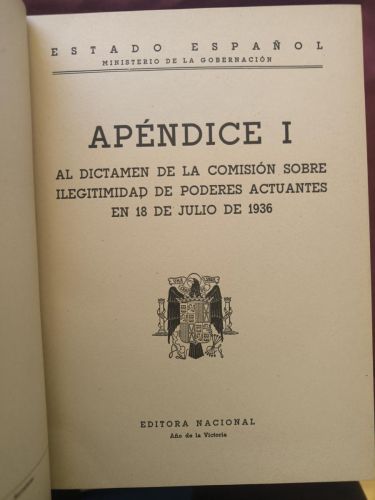 ESTADO ESPAÑOL
MINISTERIO DE LA GOBERNACIÓN
APÉNDICE I
AL DICTAMEN DE LA COMISIÓN SOBRE
ILEGITIMIDAD DE PODERES ACTUANTES
EN 18 DE JULIO DE 1936
EDITORA NACIONAL
Año de la Victoria